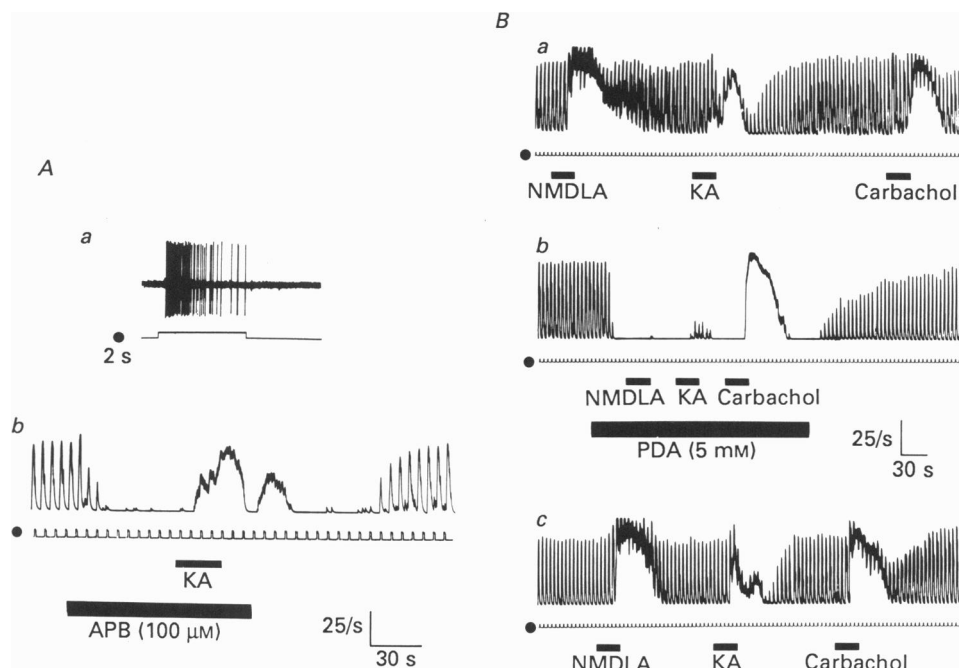 A
a
2 s
b
KA
APB (100 μM)
25/s
30 s
B
a
NMDLA KA Carbachol
b
NMDLA KA Carbachol
PDA (5 mM)
25/s
30 s
c
NMDLA KA Carbachol